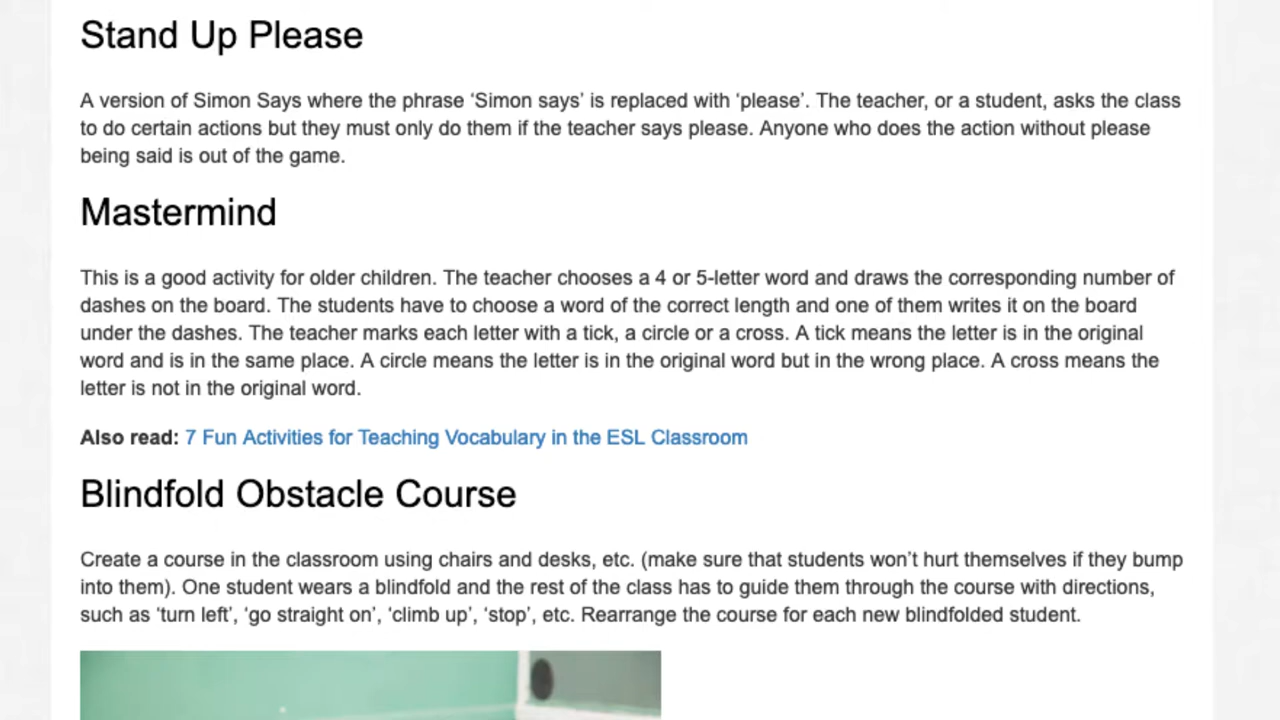 Stand Up Please
A version of Simon Says where the phrase ‘Simon says’ is replaced with ‘please’. The teacher, or a student, asks the class
to do certain actions but they must only do them if the teacher says please. Anyone who does the action without please
being said is out of the game.
Mastermind
This is a good activity for older children. The teacher chooses a 4 or 5-letter word and draws the corresponding number of
dashes on the board. The students have to choose a word of the correct length and one of them writes it on the board
under the dashes. The teacher marks each letter with a tick, a circle or a cross. A tick means the letter is in the original
word and is in the same place. A circle means the letter is in the original word but in the wrong place. A cross means the
letter is not in the original word.
Also read: 7 Fun Activities for Teaching Vocabulary in the ESL Classroom
Blindfold Obstacle Course
Create a course in the classroom using chairs and desks, etc. (make sure that students won’t hurt themselves if they bump
into them). One student wears a blindfold and the rest of the class has to guide them through the course with directions,
such as ‘turn left’, ‘go straight on’, ‘climb up’, ‘stop’, etc. Rearrange the course for each new blindfolded student.